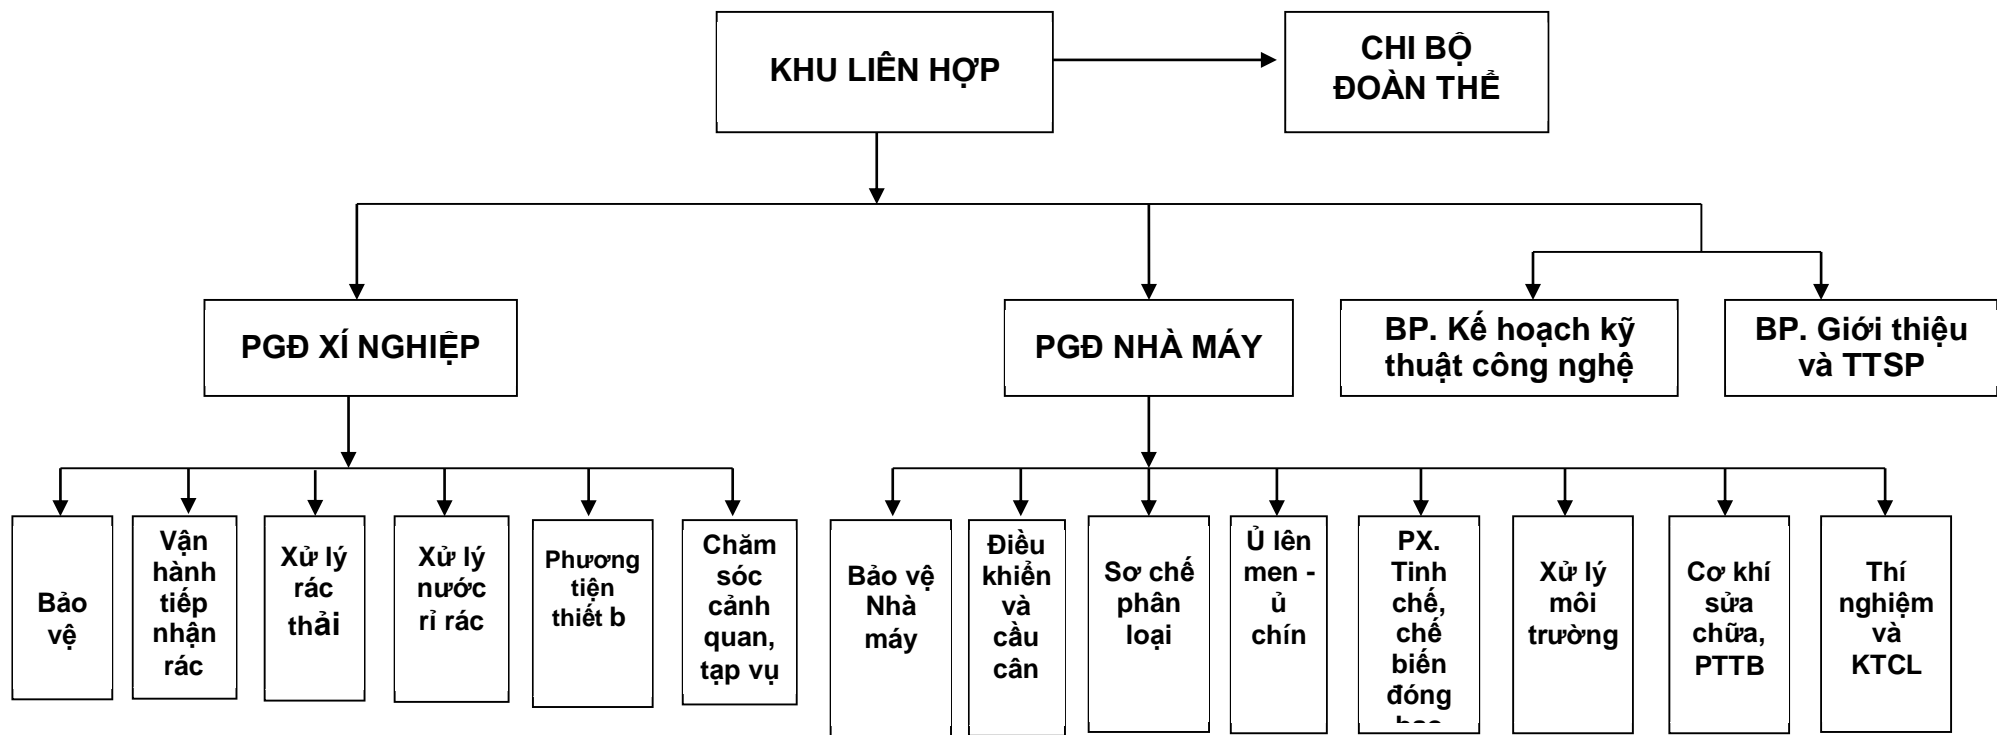 KHU LIÊN HỢP
CHI BỘ
ĐOÀN THỂ
PGĐ XÍ NGHIỆP
PGĐ NHÀ MÁY
BP. Kế hoạch kỹ
thuật công nghệ
BP. Giới thiệu
và TTSP
Bảo
vệ
Vận
hành
tiếp
nhận
rác
Xử lý
rác
thải
Xử lý
nước
rỉ rác
Phương
tiện
thiết b
Chăm
sóc
cảnh
quan,
tạp vụ
Bảo vệ
Nhà
máy
Điều
khiển
và
cầu
cân
Sơ chế
phân
loại
Ủ lên
men -
ủ
chín
PX.
Tinh
chế,
chế
biến
đóng
Xử lý
môi
trường
Cơ khí
sửa
chữa,
PTTB
Thí
nghiệm
và
KTCL